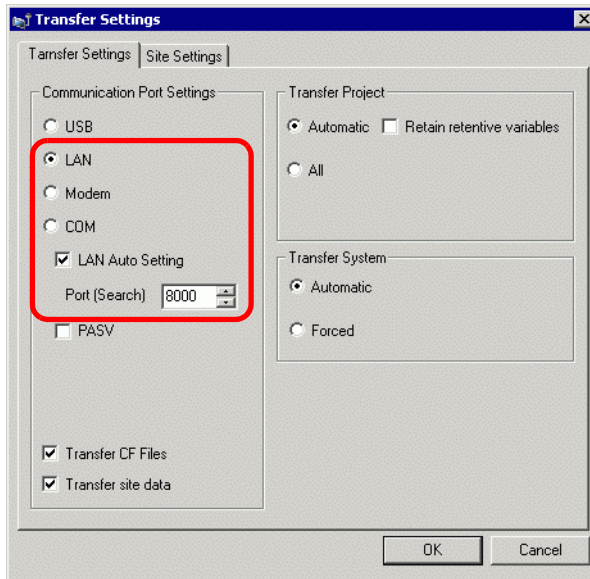 Transfer Settings
Tarnsfer Settings
Site Settings
Communication Port Settings
USB
LAN
Modem
COM
LAN Auto Setting
Port (Search) 8000
PASV
Transfer CF Files
Transfer site data
Transfer Project
Automatic
Retain retentive variables
All
Transfer System
Automatic
Forced
OK
Cancel